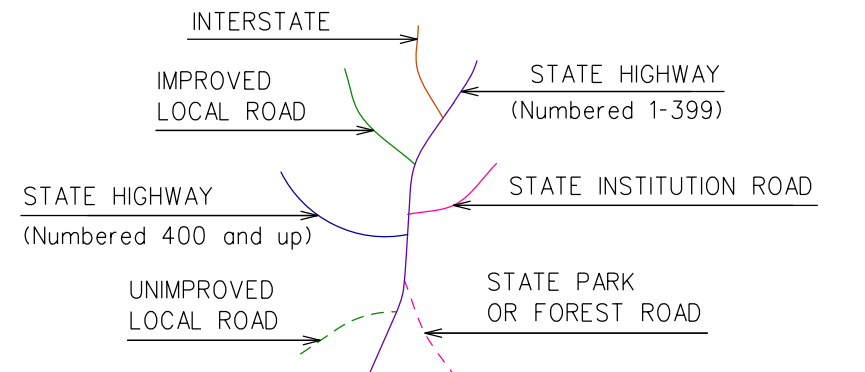 INTERSTATE
STATE HIGHWAY
(Numbered 1-399)
IMPROVED
LOCAL ROAD
STATE INSTITUTION ROAD
STATE HIGHWAY
(Numbered 400 and up)
STATE PARK
OR FOREST ROAD
UNIMPROVED
LOCAL ROAD